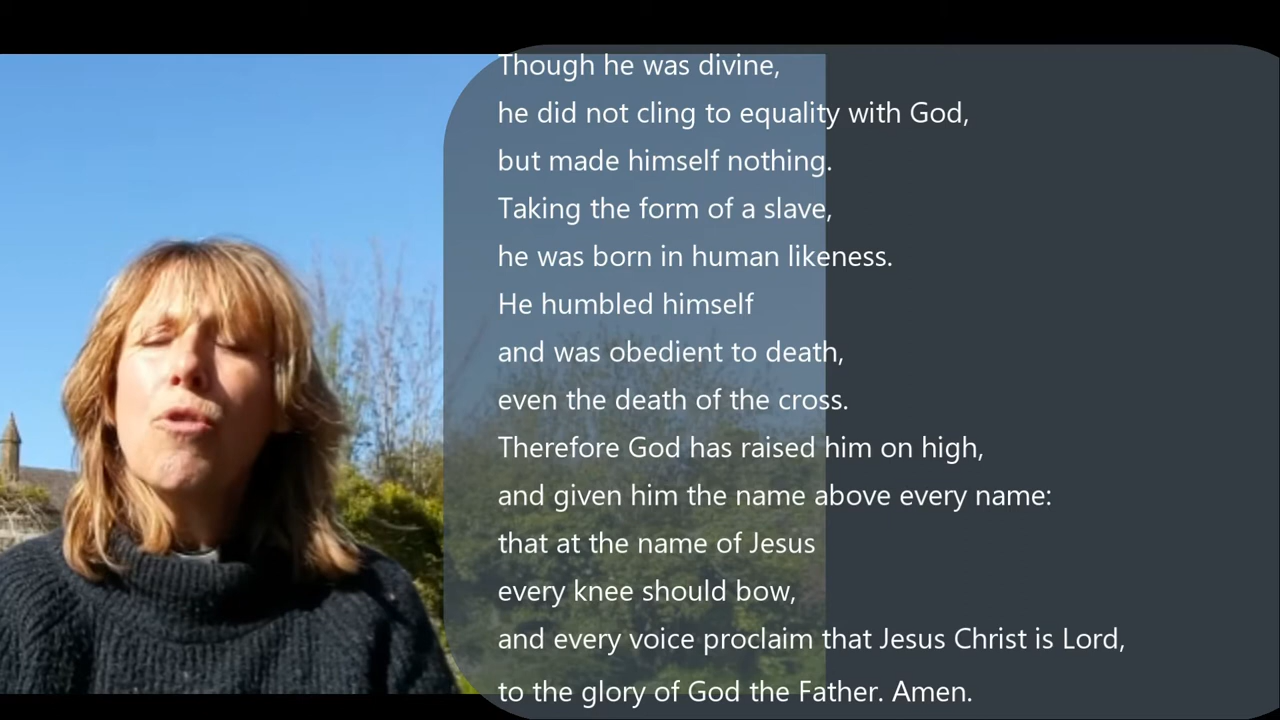 Though he was divine,
he did not cling to equality with God,
but made himself nothing.
Taking the form of a slave,
he was born in human likeness.
He humbled himself
and was obedient to death,
even the death of the cross.
Therefore God has raised him on high,
and given him the name above every name:
that at the name of Jesus
every knee should bow,
and every voice proclaim that Jesus Christ is Lord,
to the glory of God the Father. Amen.